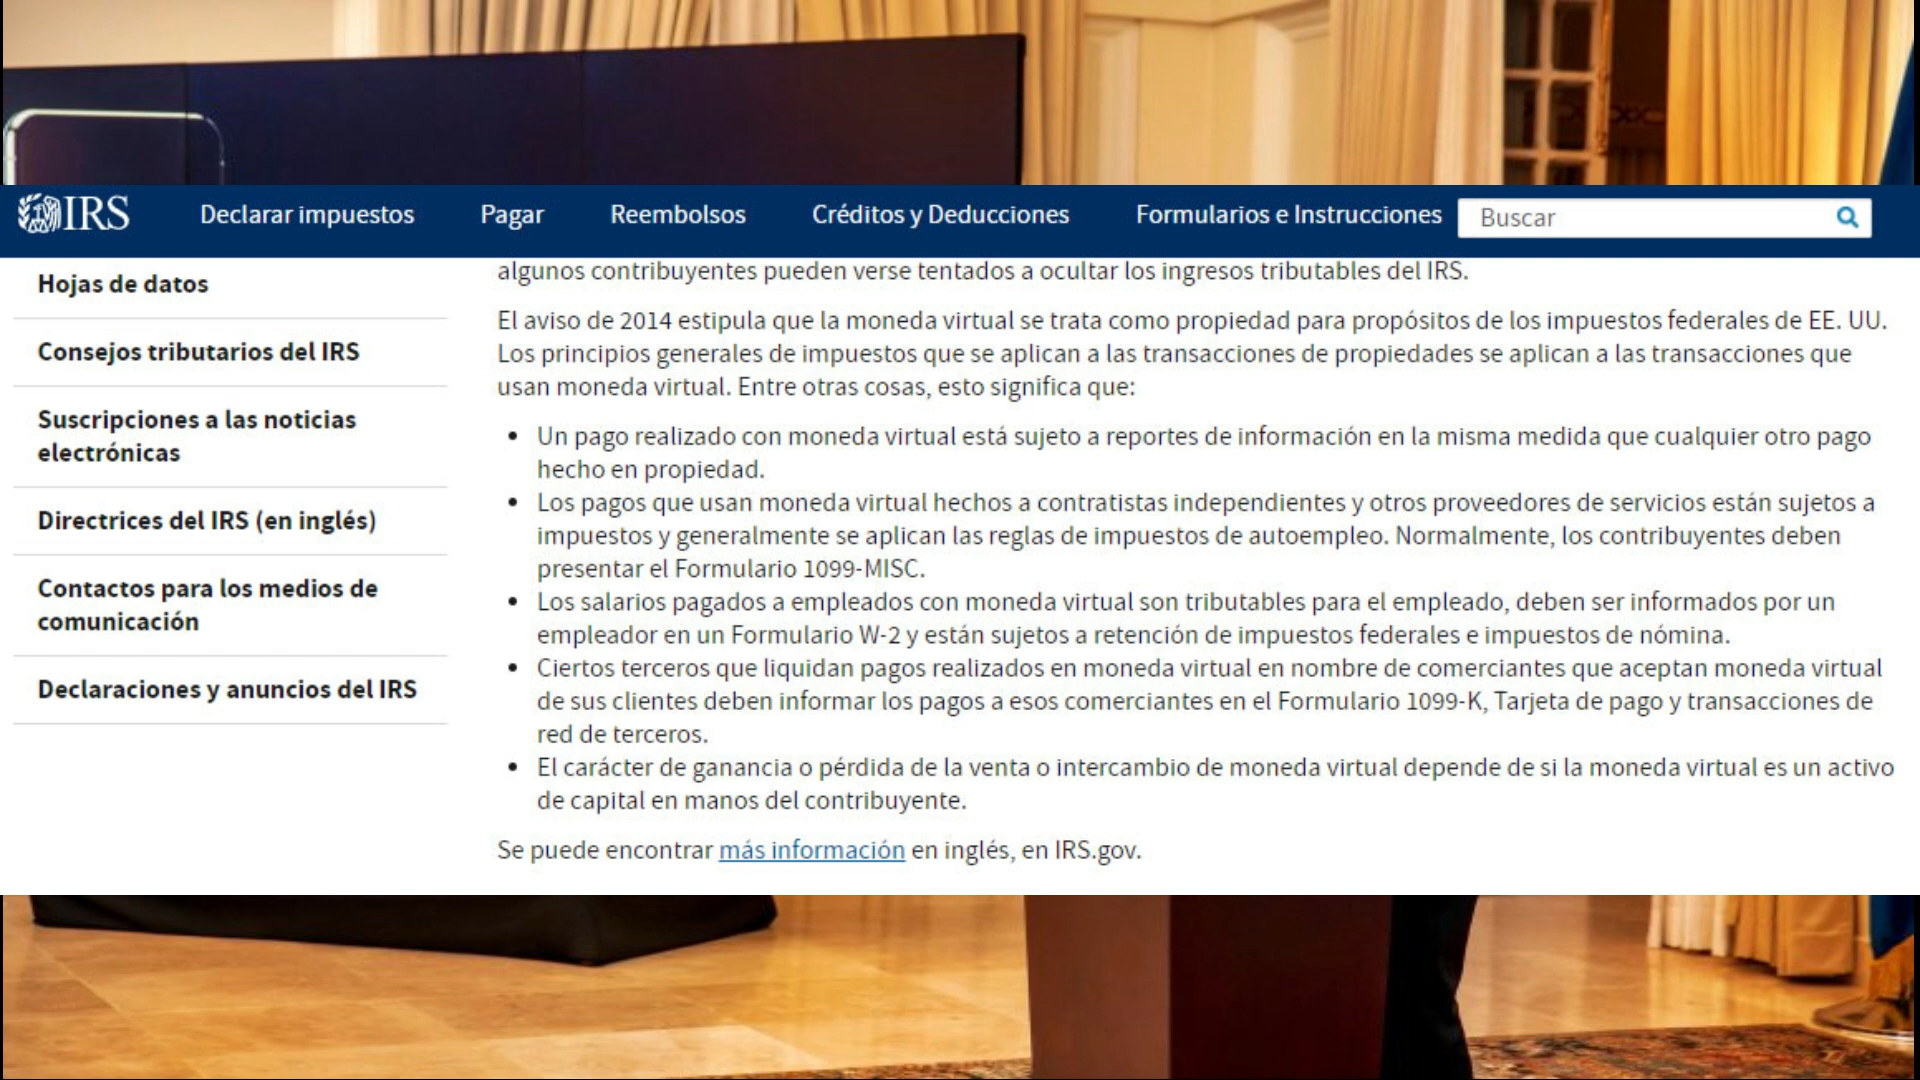 IRS
Declarar impuestos
Pagar
Reembolsos
Créditos y Deducciones
Formularios e Instrucciones
Buscar
Hojas de datos
Consejos tributarios del IRS
Suscripciones a las noticias
electrónicas
Directrices del IRS (en inglés)
Contactos para los medios de
comunicación
Declaraciones y anuncios del IRS
algunos contribuyentes pueden verse tentados a ocultar los ingresos tributables del IRS.
El aviso de 2014 estipula que la moneda virtual se trata como propiedad para propósitos de los impuestos federales de EE. UU.
Los principios generales de impuestos que se aplican a las transacciones de propiedades se aplican a las transacciones que
usan moneda virtual. Entre otras cosas, esto significa que:
• Un pago realizado con moneda virtual está sujeto a reportes de información en la misma medida que cualquier otro pago
hecho en propiedad.
• Los pagos que usan moneda virtual hechos a contratistas independientes y otros proveedores de servicios están sujetos a
impuestos y generalmente se aplican las reglas de impuestos de autoempleo. Normalmente, los contribuyentes deben
presentar el Formulario 1099-MISC.
• Los salarios pagados a empleados con moneda virtual son tributables para el empleado, deben ser informados por un
empleador en un Formulario W-2 y están sujetos a retención de impuestos federales e impuestos de nómina.
• Ciertos terceros que liquidan pagos realizados en moneda virtual en nombre de comerciantes que aceptan moneda virtual
de sus clientes deben informar los pagos a esos comerciantes en el Formulario 1099-K, Tarjeta de pago y transacciones de
red de terceros.
• El carácter de ganancia o pérdida de la venta o intercambio de moneda virtual depende de si la moneda virtual es un activo
de capital en manos del contribuyente.
Se puede encontrar más información en inglés, en IRS.gov.